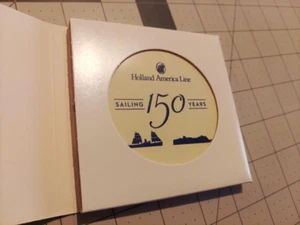 Holland America Line
SAILING 150 YEARS